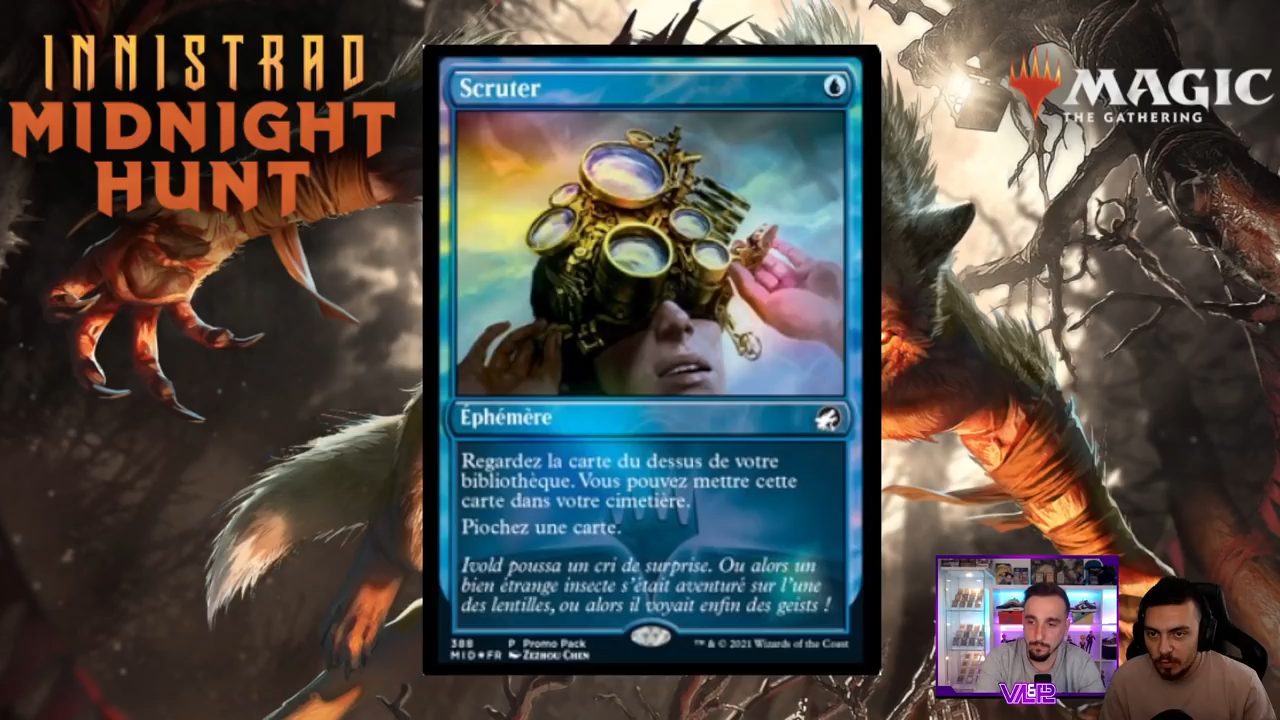 INNISTRAD
MIDNIGHT
HUNT
MAGIC
THE GATHERING
Scruter
Éphémère
Regardez la carte du dessus de votre
bibliothèque. Vous pouvez mettre cette
carte dans votre cimetière.
Piochez une carte.
Ivold poussa un cri de surprise. Ou alors un
bien étrange insecte s'était aventuré sur l'une
des lentilles, ou alors il voyait enfin des geists !
388 P Promo Pack
MID★FR ZEZHOU CHEN
™ & © 2021 Wizards of the Coast